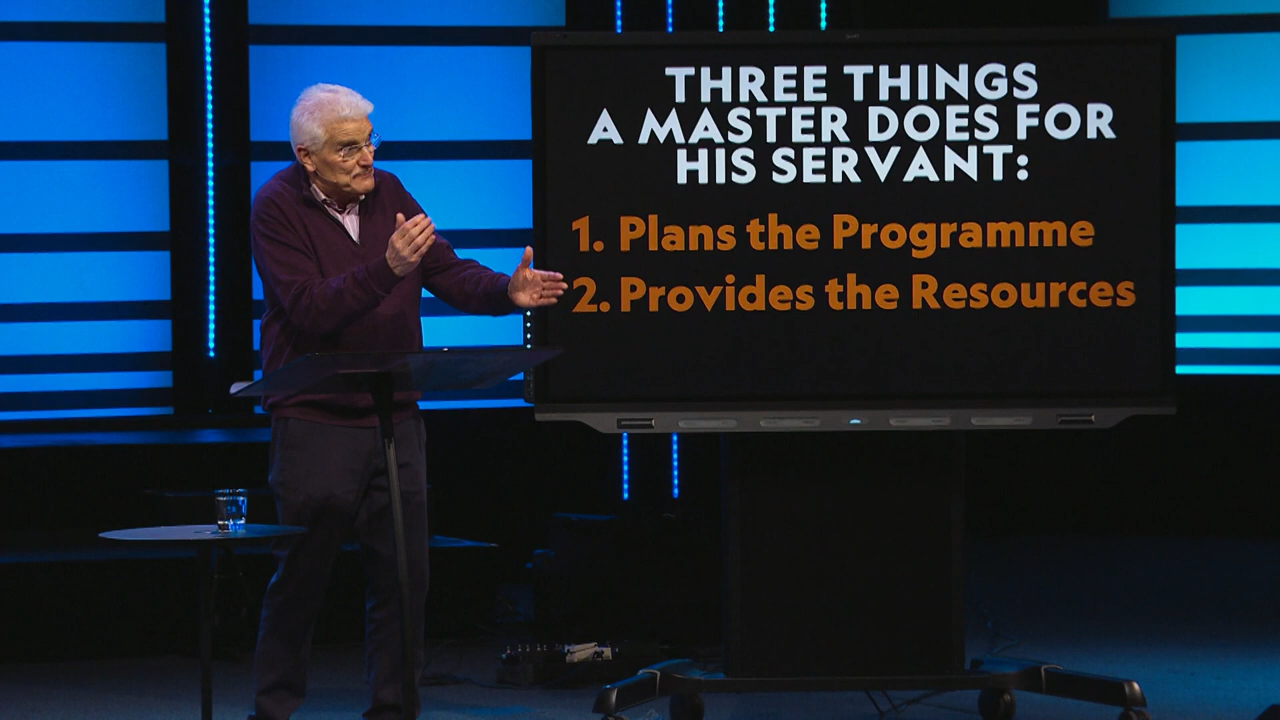 THREE THINGS
A MASTER DOES FOR
HIS SERVANT:
1. Plans the Programme
2. Provides the Resources